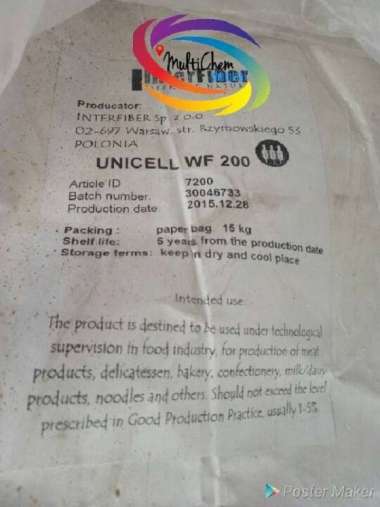 MultiChem
InterFiber
Producator:
INTERFIBER Sp. z o.o
02-697 Warsaw, str. Rzymowskiego 53
POLONIA
UNICELL WF 200
Article ID 7200
Batch number. 30046733
Production date 2015.12.28
Packing : paper bag 15 kg
Shelf life: 5 years from the production date
Storage terms: keep in dry and cool place
Intended use
The product is destined to be used under technological
supervision in food industry, for production of meat
products, delicatessen, bakery, confectionery, milk/dairy
products, noodles and others. Should not exceed the level
prescribed in Good Production Practice, usually 1-5%
Poster Maker